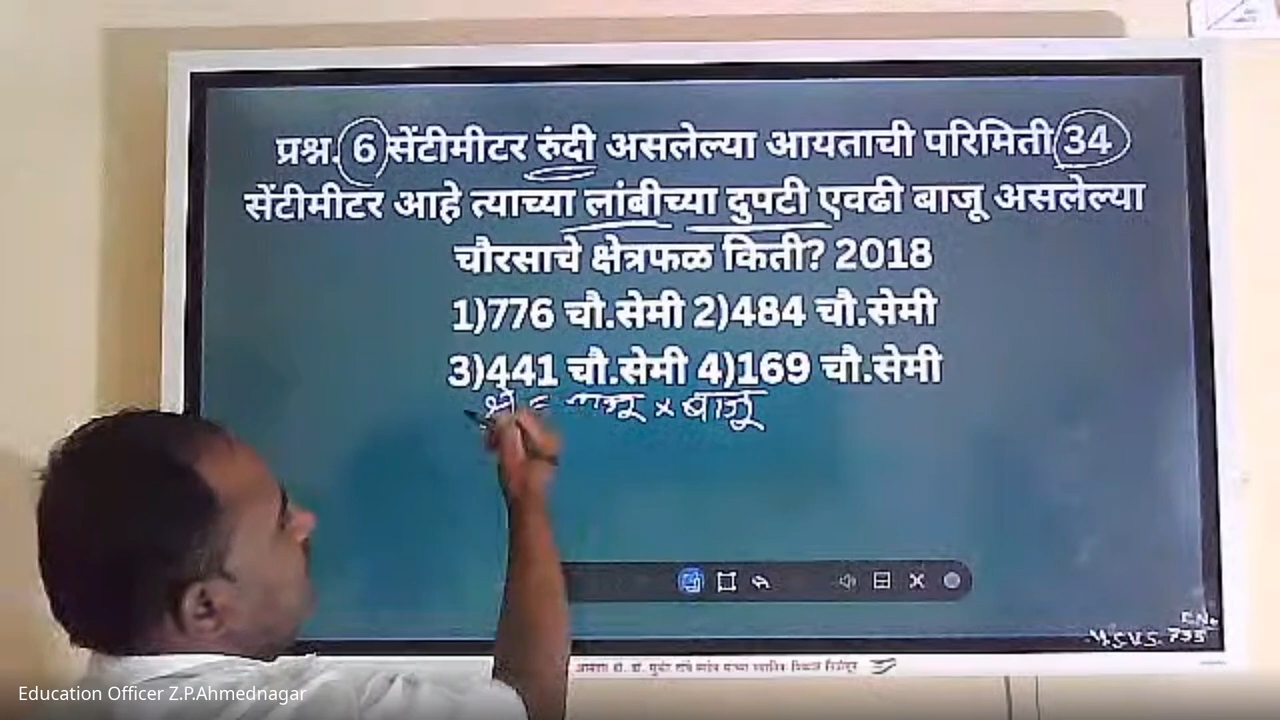 प्रश्न. 6 सेंटीमीटर रुंदी असलेल्या आयताची परिमिती 34
सेंटीमीटर आहे त्याच्या लांबीच्या दुपटी एवढी बाजू असलेल्या
चौरसाचे क्षेत्रफळ किती? 2018
1)776 चौ.सेमी 2)484 चौ.सेमी
3)441 चौ.सेमी 4)169 चौ.सेमी
= बाजू × बाजू
Education Officer Z.P.Ahmednagar